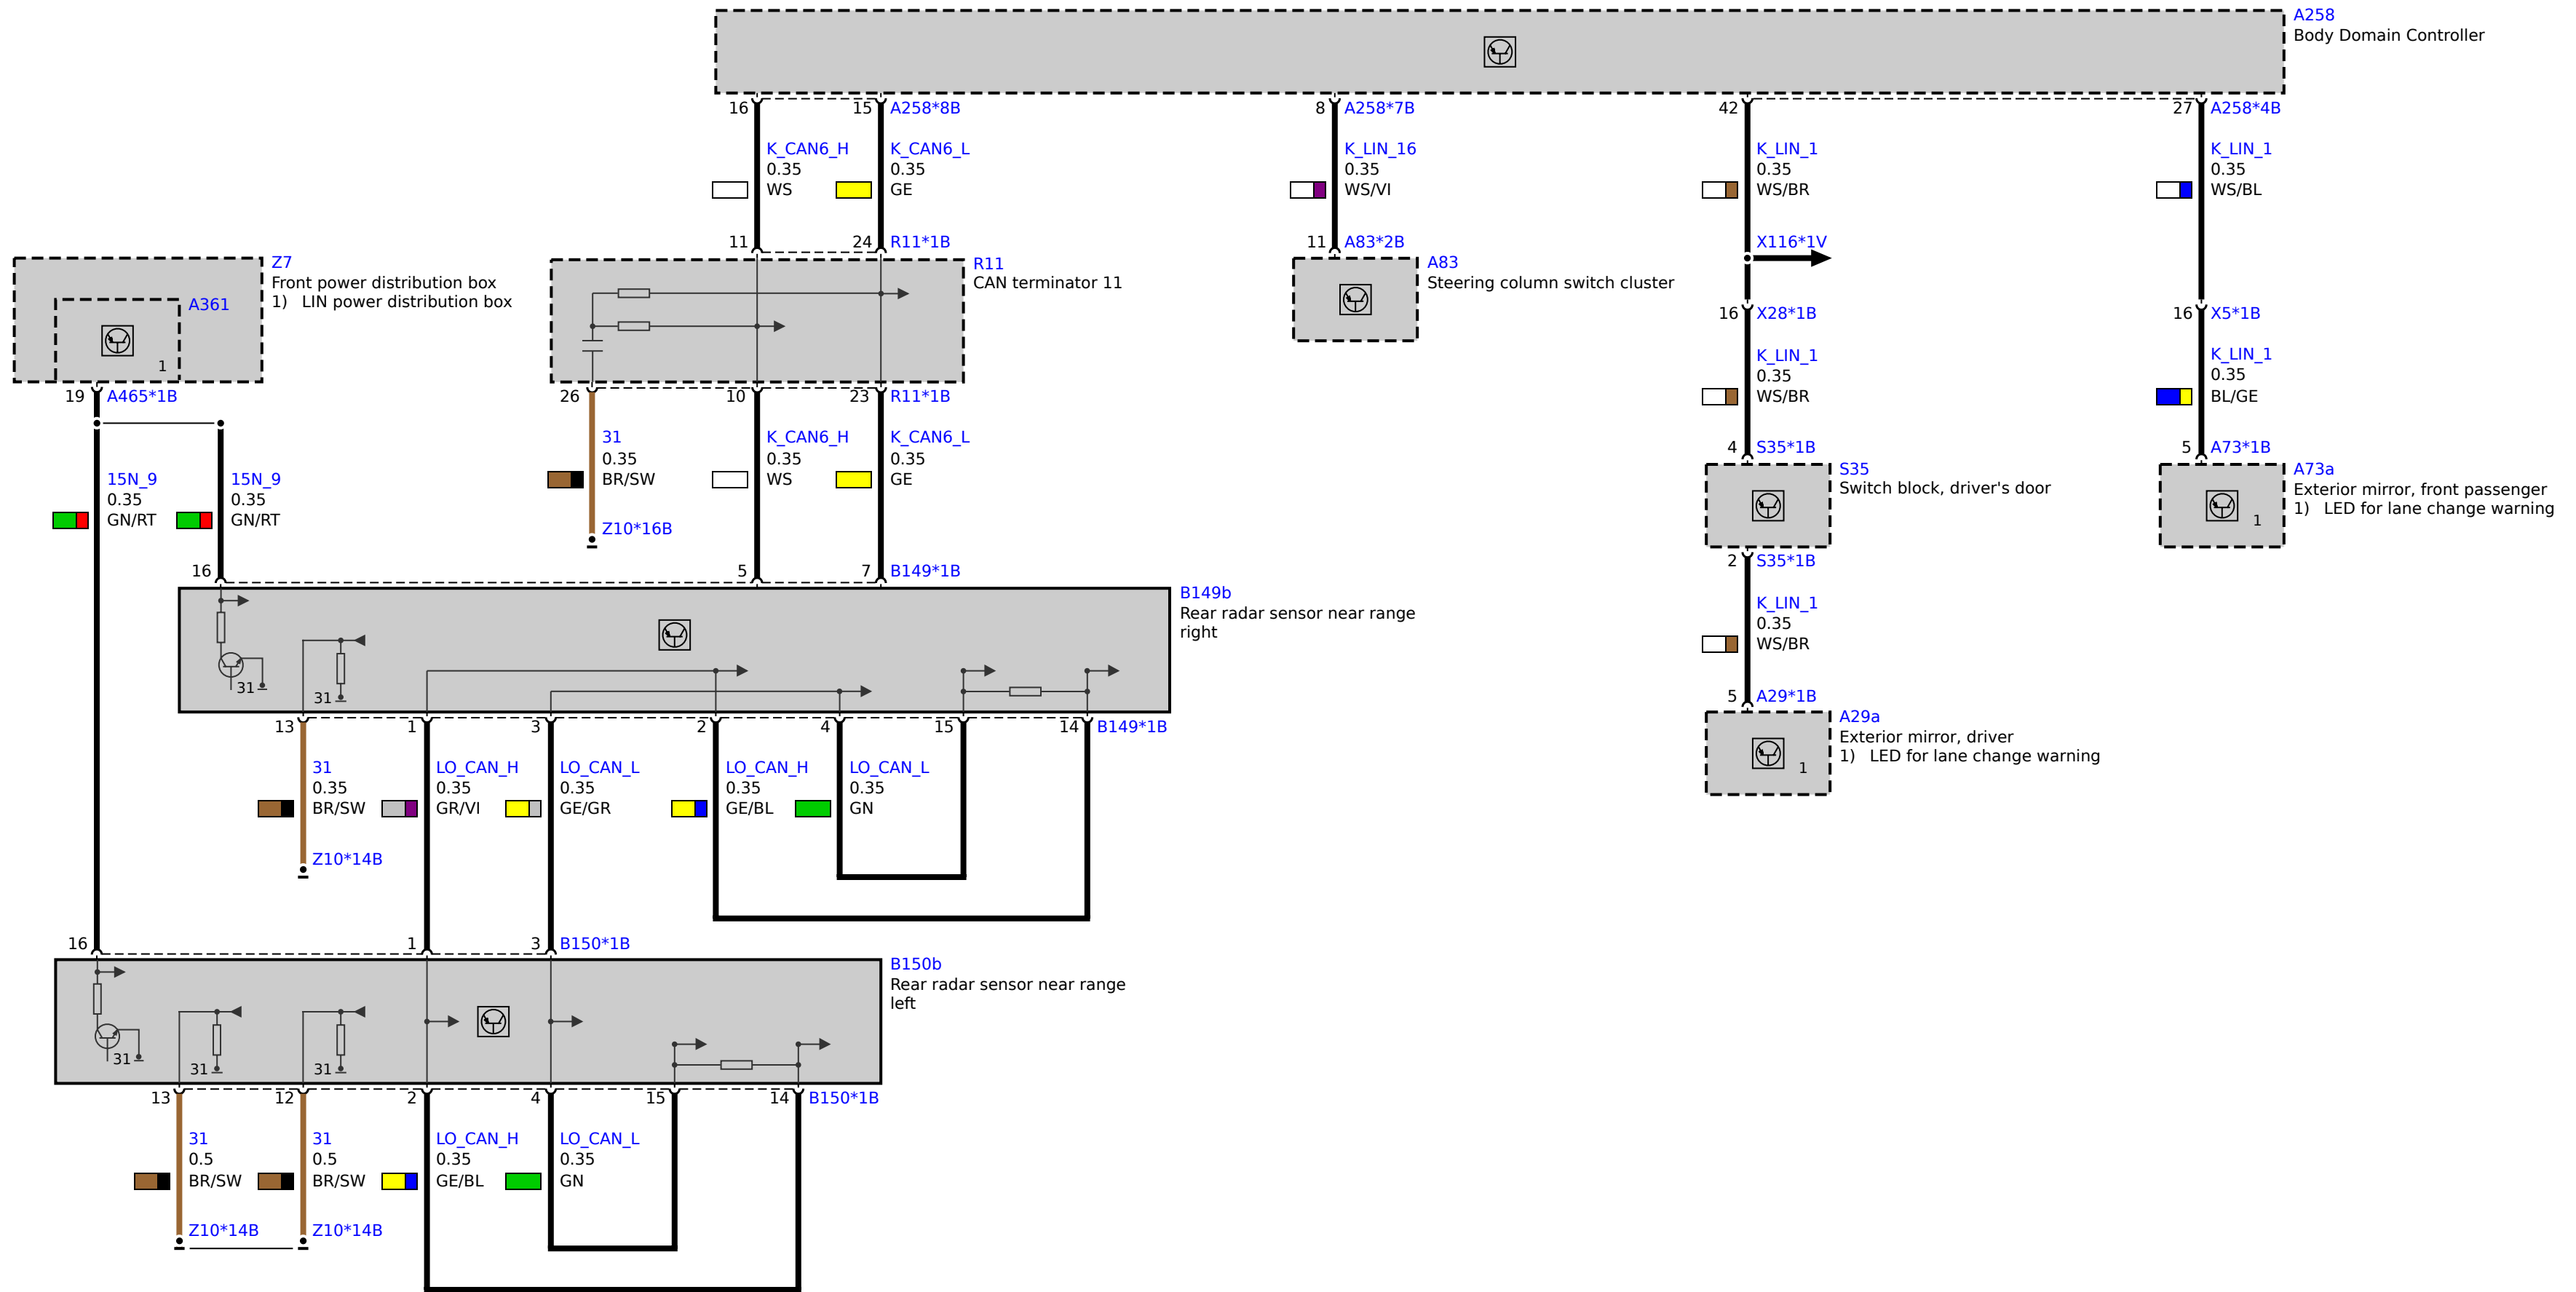 A258
Body Domain Controller
16
15
A258*8B
8
A258*7B
42
27
A258*4B
K_CAN6_H
0.35
WS
K_CAN6_L
0.35
GE
K_LIN_16
0.35
WS/VI
K_LIN_1
0.35
WS/BR
K_LIN_1
0.35
WS/BL
11
24
R11*1B
11
A83*2B
X116*1V
Z7
Front power distribution box
1) LIN power distribution box
A361
1
R11
CAN terminator 11
A83
Steering column switch cluster
16
X28*1B
16
X5*1B
K_LIN_1
0.35
WS/BR
K_LIN_1
0.35
BL/GE
19
A465*1B
26
10
23
R11*1B
4
S35*1B
5
A73*1B
15N_9
0.35
GN/RT
15N_9
0.35
GN/RT
31
0.35
BR/SW
K_CAN6_H
0.35
WS
K_CAN6_L
0.35
GE
S35
Switch block, driver's door
A73a
Exterior mirror, front passenger
1) LED for lane change warning
1
Z10*16B
16
5
7
B149*1B
2
S35*1B
B149b
Rear radar sensor near range
right
31
31
K_LIN_1
0.35
WS/BR
5
A29*1B
13
1
3
2
4
15
14
B149*1B
A29a
Exterior mirror, driver
1) LED for lane change warning
1
31
0.35
BR/SW
LO_CAN_H
0.35
GR/VI
LO_CAN_L
0.35
GE/GR
LO_CAN_H
0.35
GE/BL
LO_CAN_L
0.35
GN
Z10*14B
16
1
3
B150*1B
B150b
Rear radar sensor near range
left
31
31
31
13
12
2
4
15
14
B150*1B
31
0.5
BR/SW
31
0.5
BR/SW
LO_CAN_H
0.35
GE/BL
LO_CAN_L
0.35
GN
Z10*14B
Z10*14B